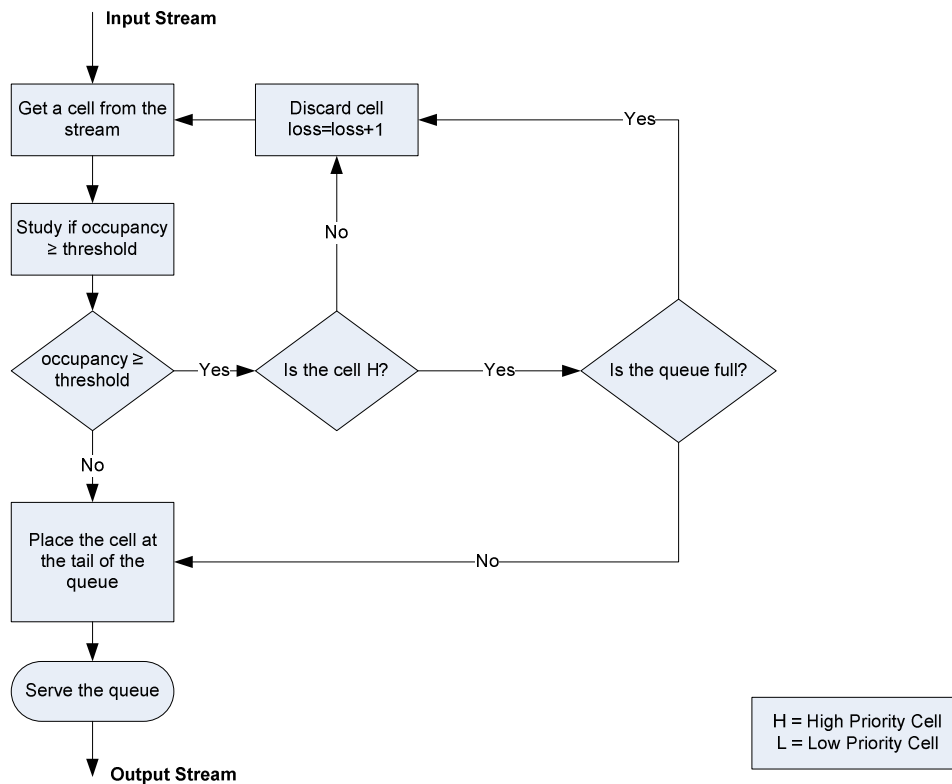 Input Stream
Get a cell from the
stream
Discard cell
loss=loss+1
Yes
Study if occupancy
≥ threshold
No
occupancy ≥
threshold
Yes
Is the cell H?
Yes
Is the queue full?
No
Place the cell at
the tail of the
queue
No
Serve the queue
H = High Priority Cell
L = Low Priority Cell
Output Stream